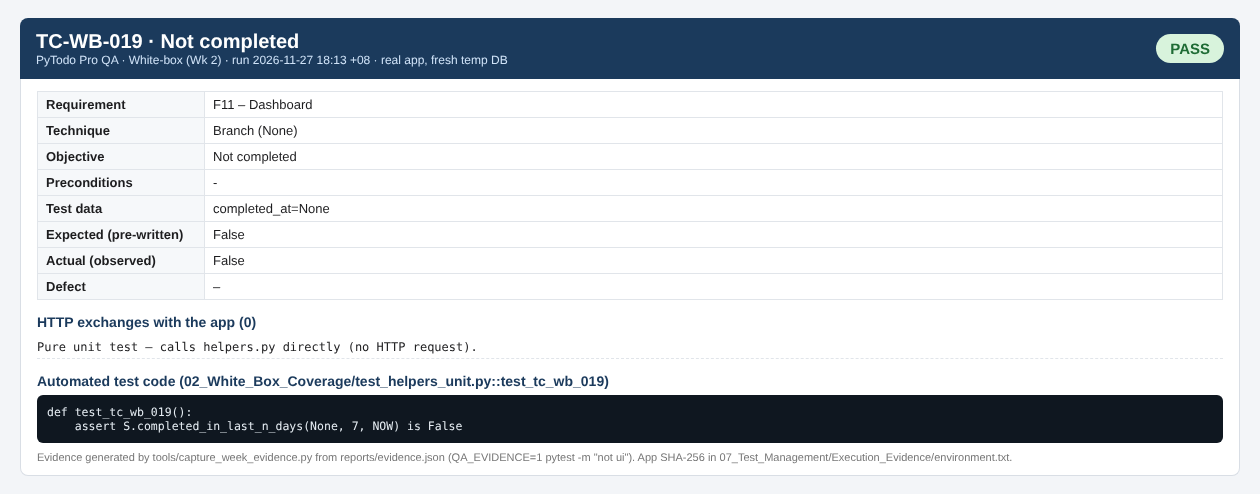 TC-WB-019 · Not completed
PyTodo Pro QA · White-box (Wk 2) · run 2026-11-27 18:13 +08 · real app, fresh temp DB
PASS
Requirement F11 – Dashboard
Technique Branch (None)
Objective Not completed
Preconditions -
Test data completed_at=None
Expected (pre-written) False
Actual (observed) False
Defect –
HTTP exchanges with the app (0)
Pure unit test — calls helpers.py directly (no HTTP request).
Automated test code (02_White_Box_Coverage/test_helpers_unit.py::test_tc_wb_019)
def test_tc_wb_019():
    assert S.completed_in_last_n_days(None, 7, NOW) is False
Evidence generated by tools/capture_week_evidence.py from reports/evidence.json (QA_EVIDENCE=1 pytest -m "not ui"). App SHA-256 in 07_Test_Management/Execution_Evidence/environment.txt.